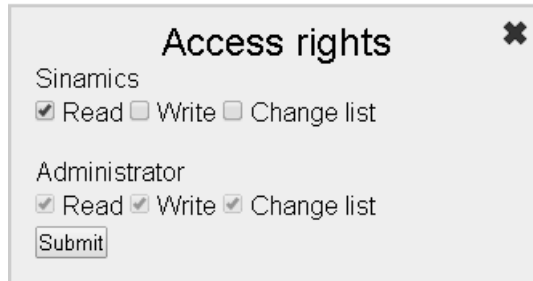 Access rights
Sinamics
Read Write Change list
Administrator
Read Write Change list
Submit